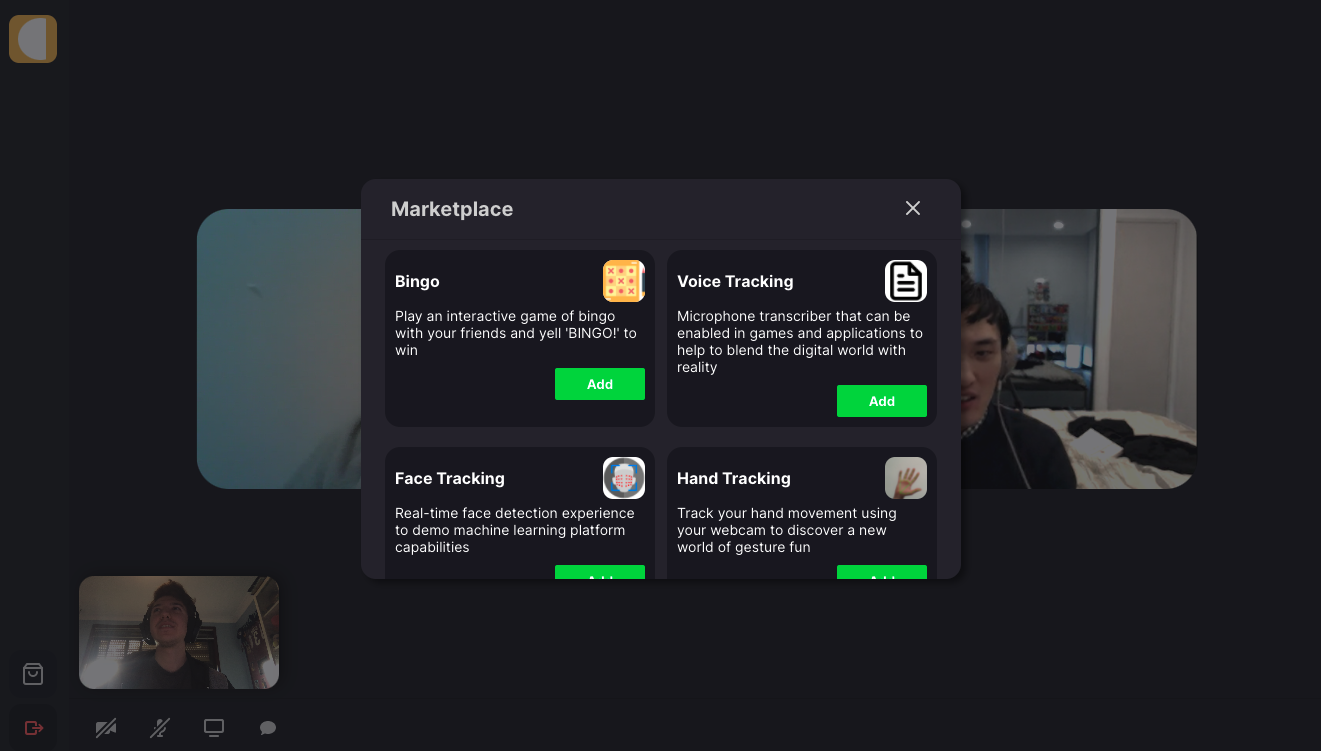 Marketplace
Bingo
Play an interactive game of bingo
with your friends and yell 'BINGO!' to
win
Add
Voice Tracking
Microphone transcriber that can be
enabled in games and applications to
help to blend the digital world with
reality
Add
Face Tracking
Real-time face detection experience
to demo machine learning platform
capabilities
Add
Hand Tracking
Track your hand movement using
your webcam to discover a new
world of gesture fun
Add